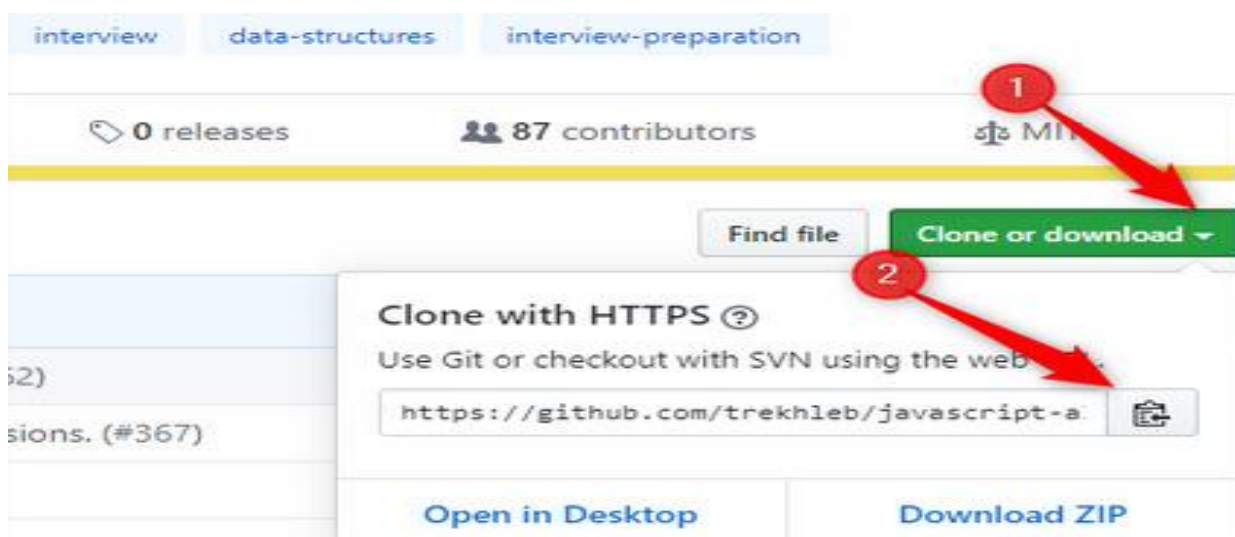 interview data-structures interview-preparation
1
0 releases 87 contributors MIT
Find file Clone or download
2
Clone with HTTPS
Use Git or checkout with SVN using the web
52)
https://github.com/trekhleb/javascript-a
sions. (#367)
Open in Desktop Download ZIP